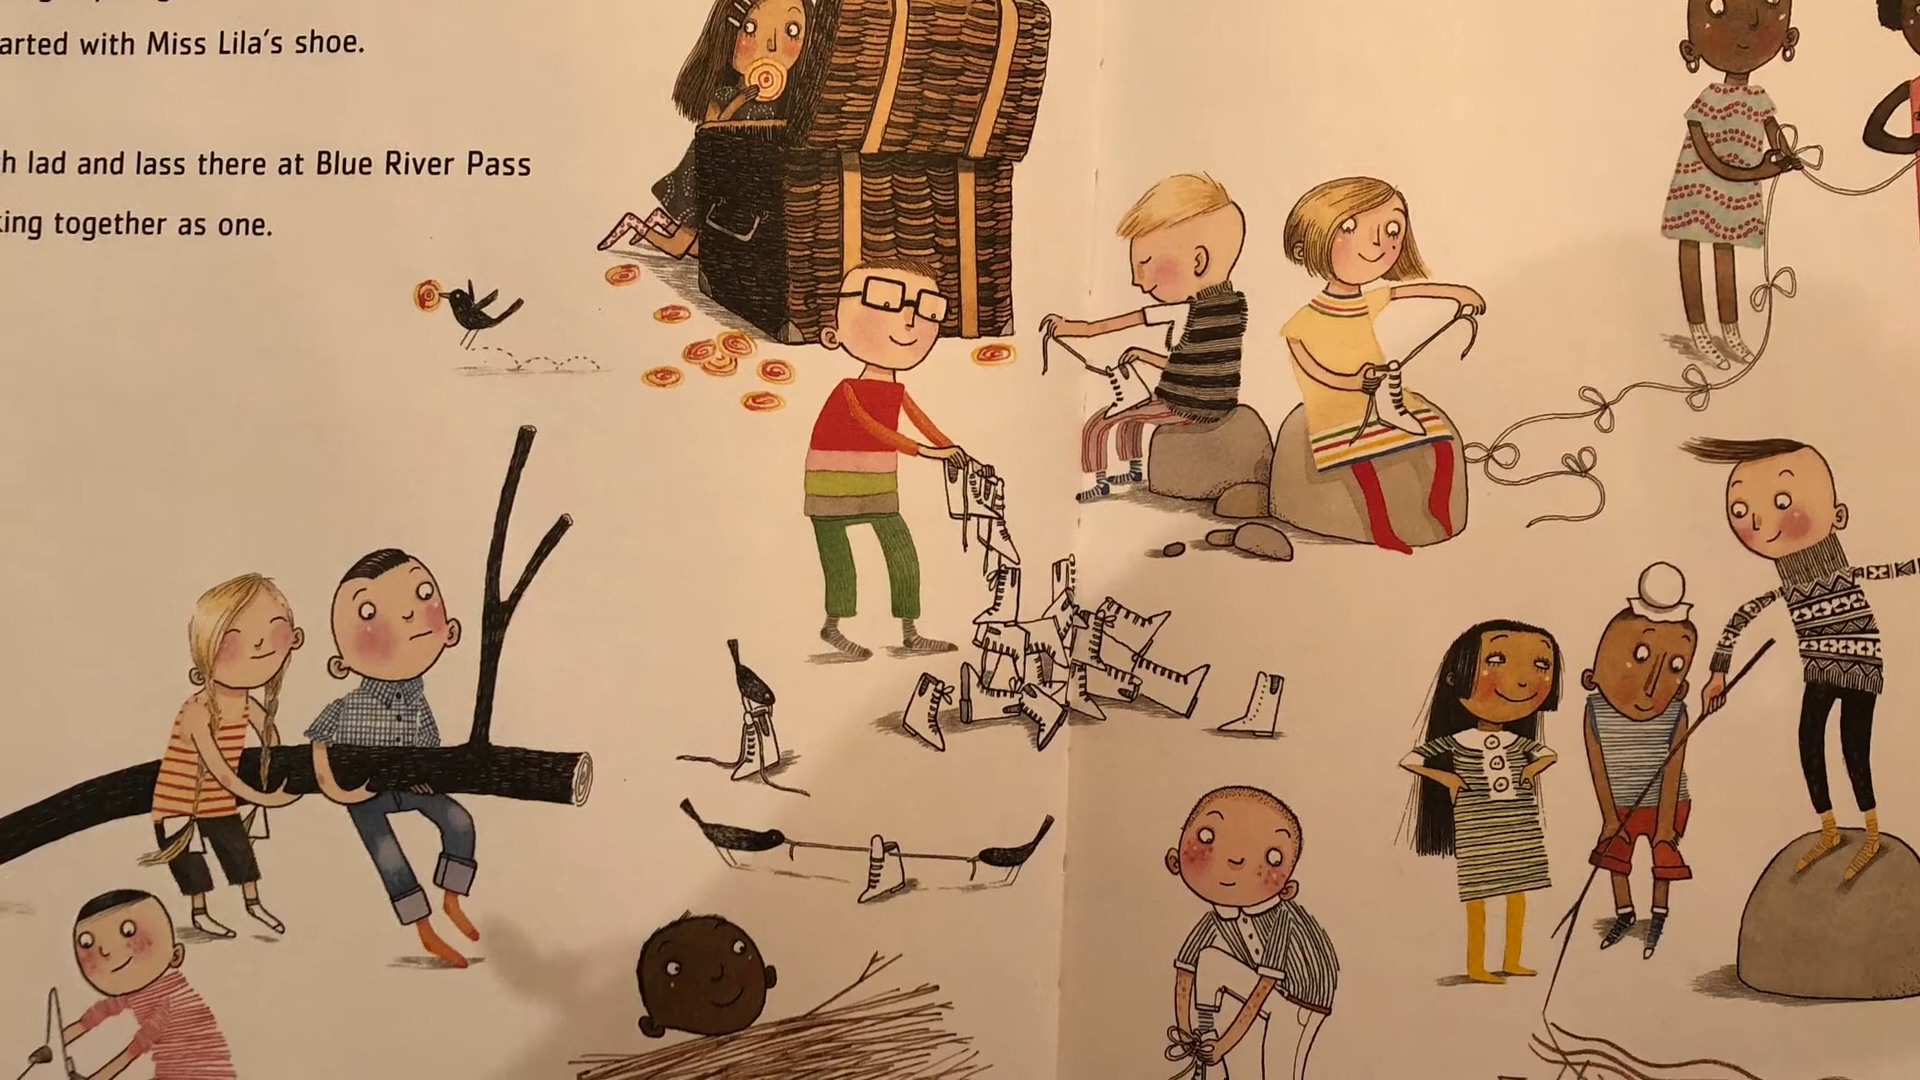 arted with Miss Lila's shoe.
h lad and lass there at Blue River Pass
king together as one.